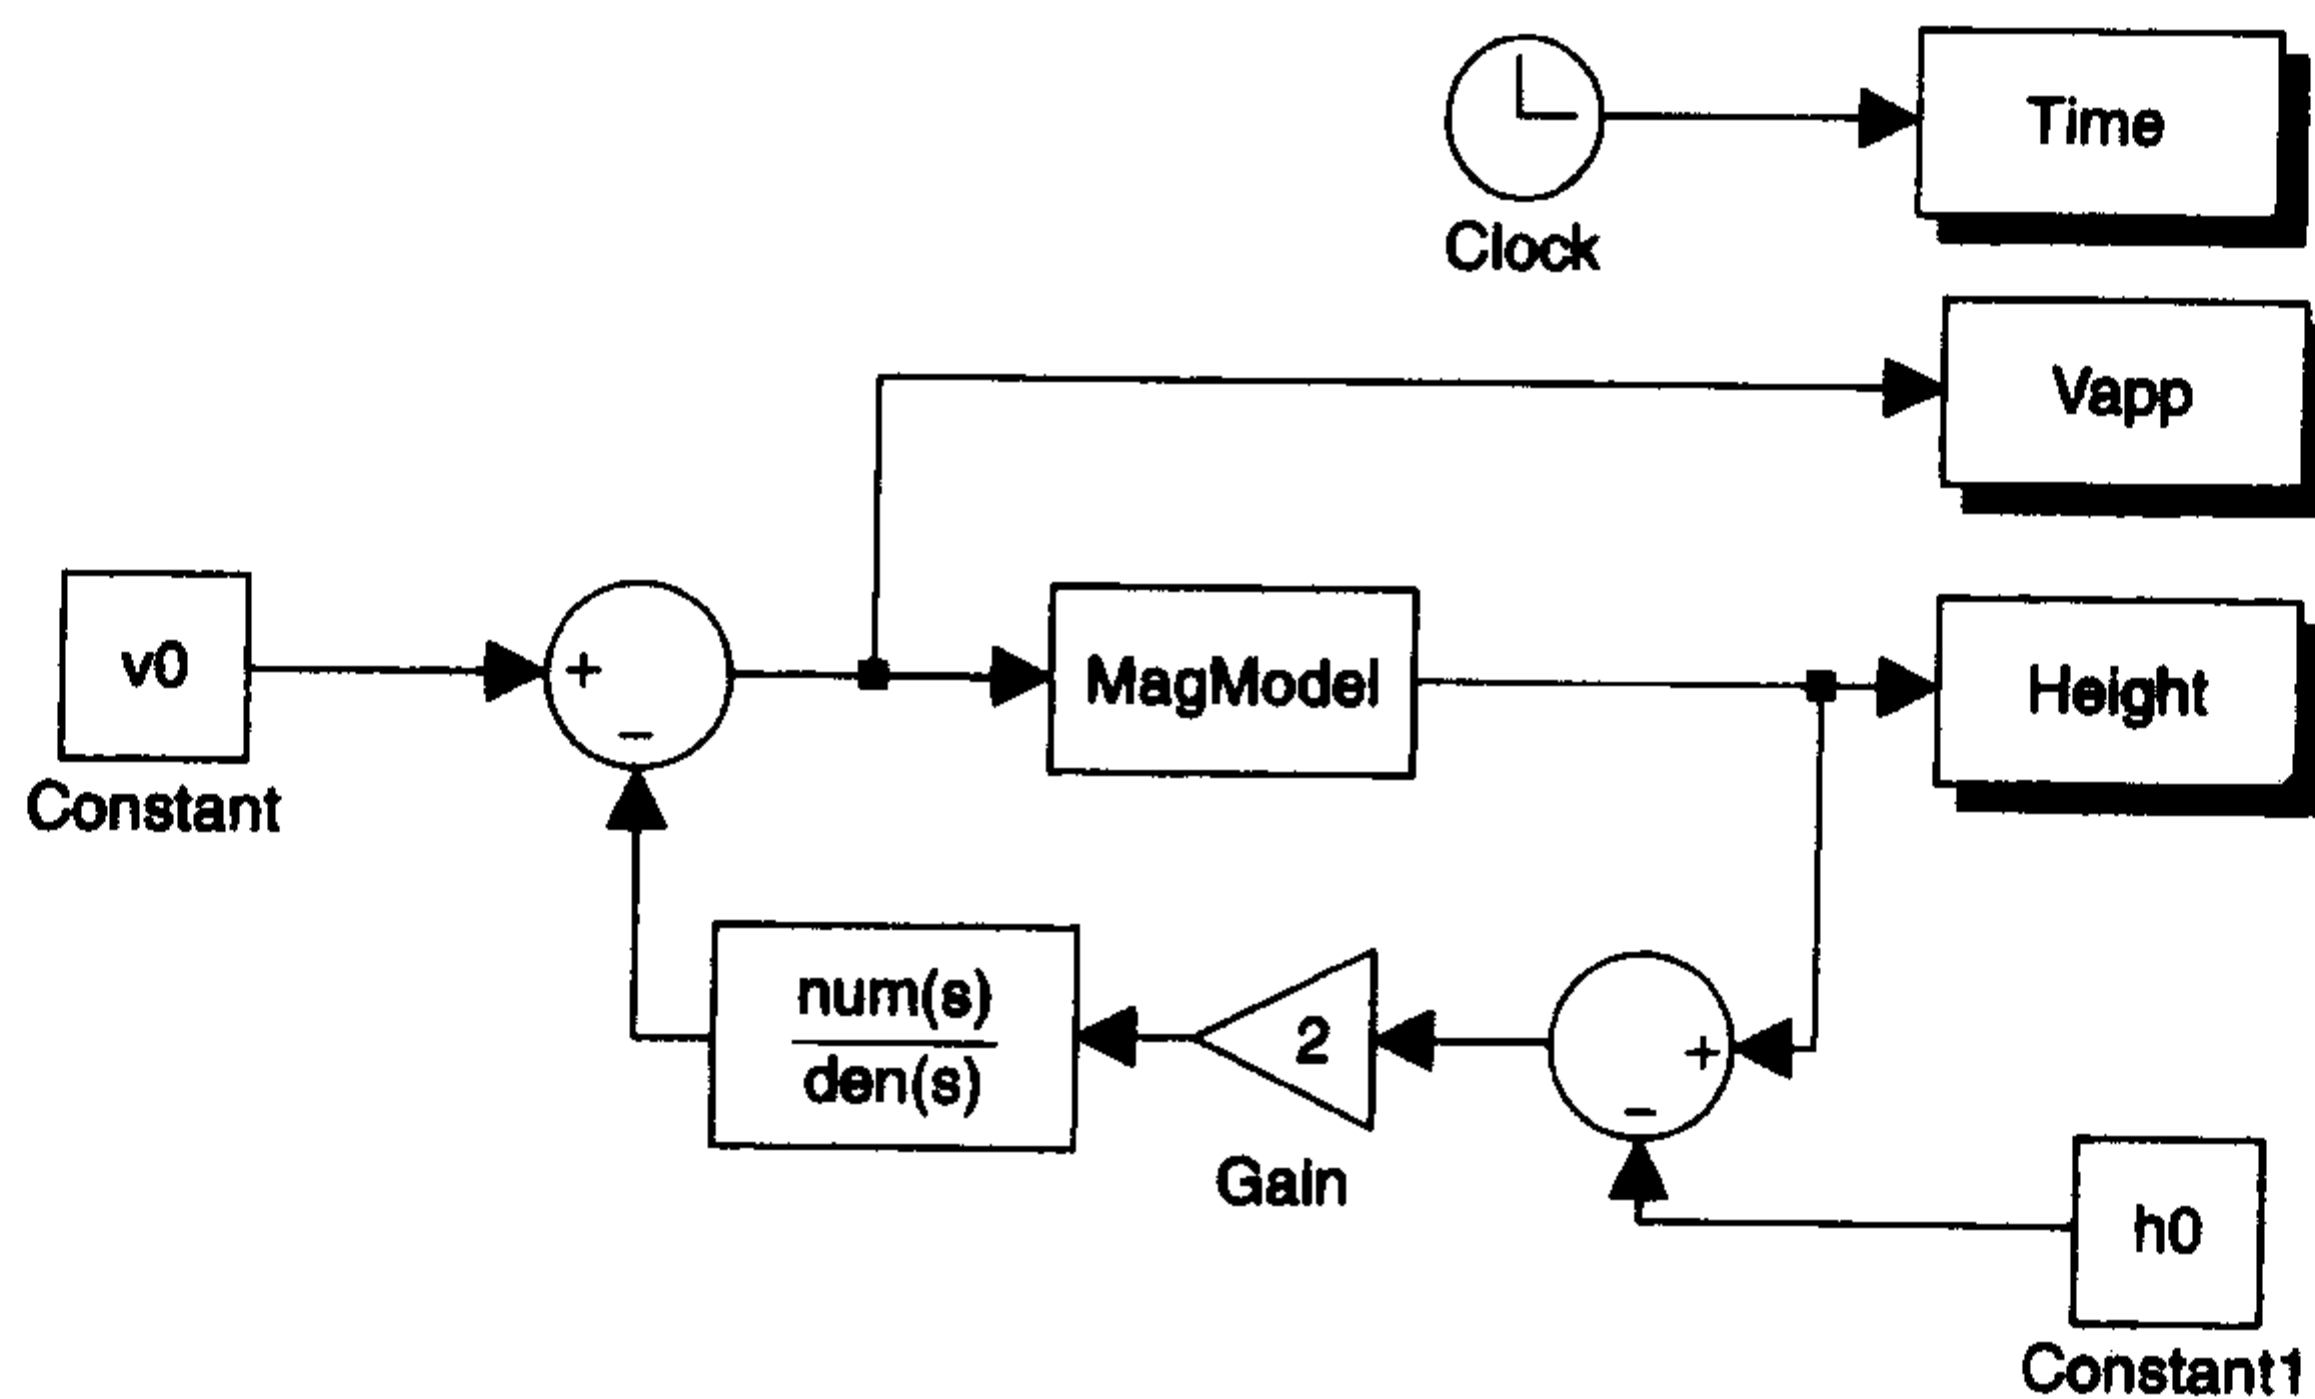 Time
Clock
Vapp
v0
+
−
MagModel
Height
Constant
num(s)
den(s)
2
+
−
Gain
h0
Constant1